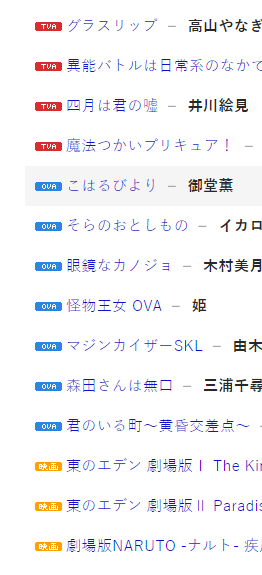 TVA グラスリップ － 高山やなぎ
TVA 異能バトルは日常系のなかで
TVA 四月は君の嘘 － 井川絵見
TVA 魔法つかいプリキュア！ －
OVA こはるびより － 御堂薫
OVA そらのおとしもの － イカロ
OVA 眼鏡なカノジョ － 木村美月
OVA 怪物王女 OVA － 姫
OVA マジンカイザーSKL － 由木
OVA 森田さんは無口 － 三浦千尋
OVA 君のいる町～黄昏交差点～ －
映画 東のエデン 劇場版Ⅰ The Kin
映画 東のエデン 劇場版Ⅱ Paradis
映画 劇場版NARUTO -ナルト- 疾